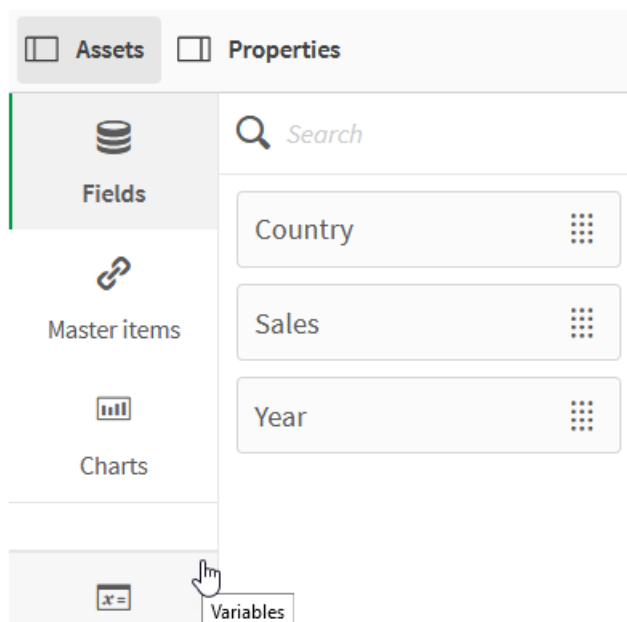 Assets Properties
Fields
Search
Country
Master items
Sales
Year
Charts
x=
Variables